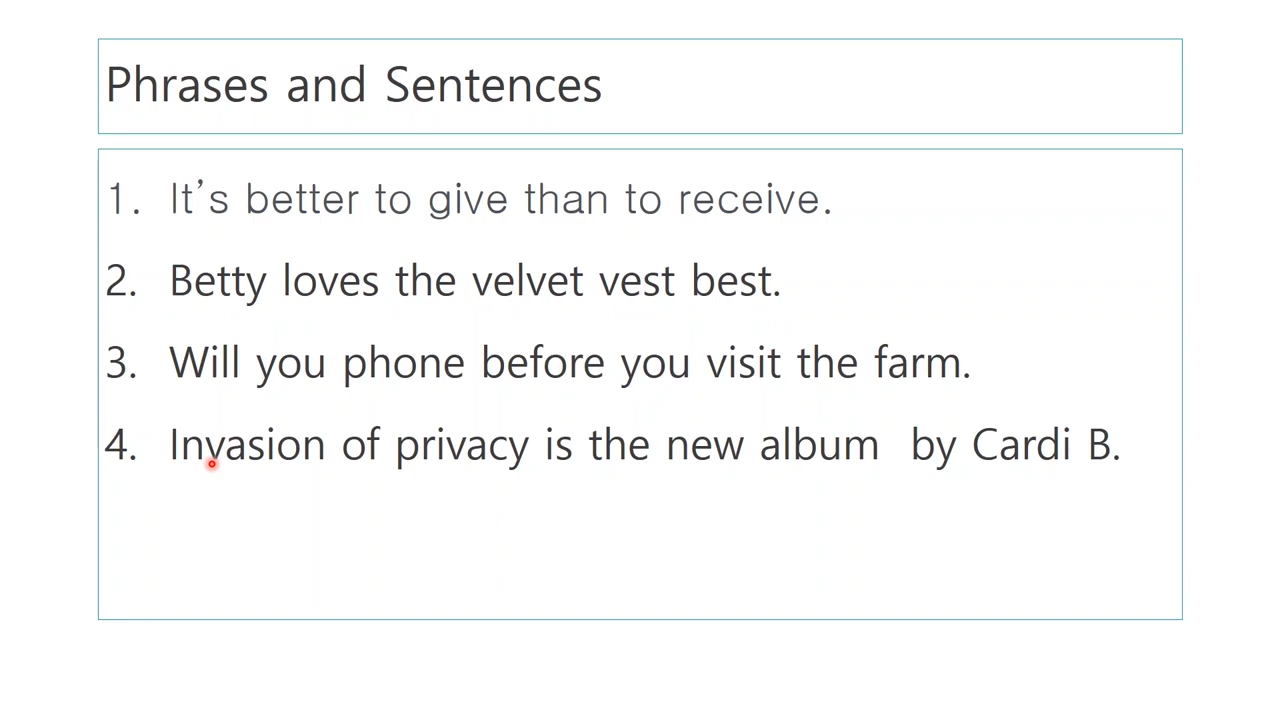 Phrases and Sentences
1. It's better to give than to receive.
2. Betty loves the velvet vest best.
3. Will you phone before you visit the farm.
4. Invasion of privacy is the new album  by Cardi B.